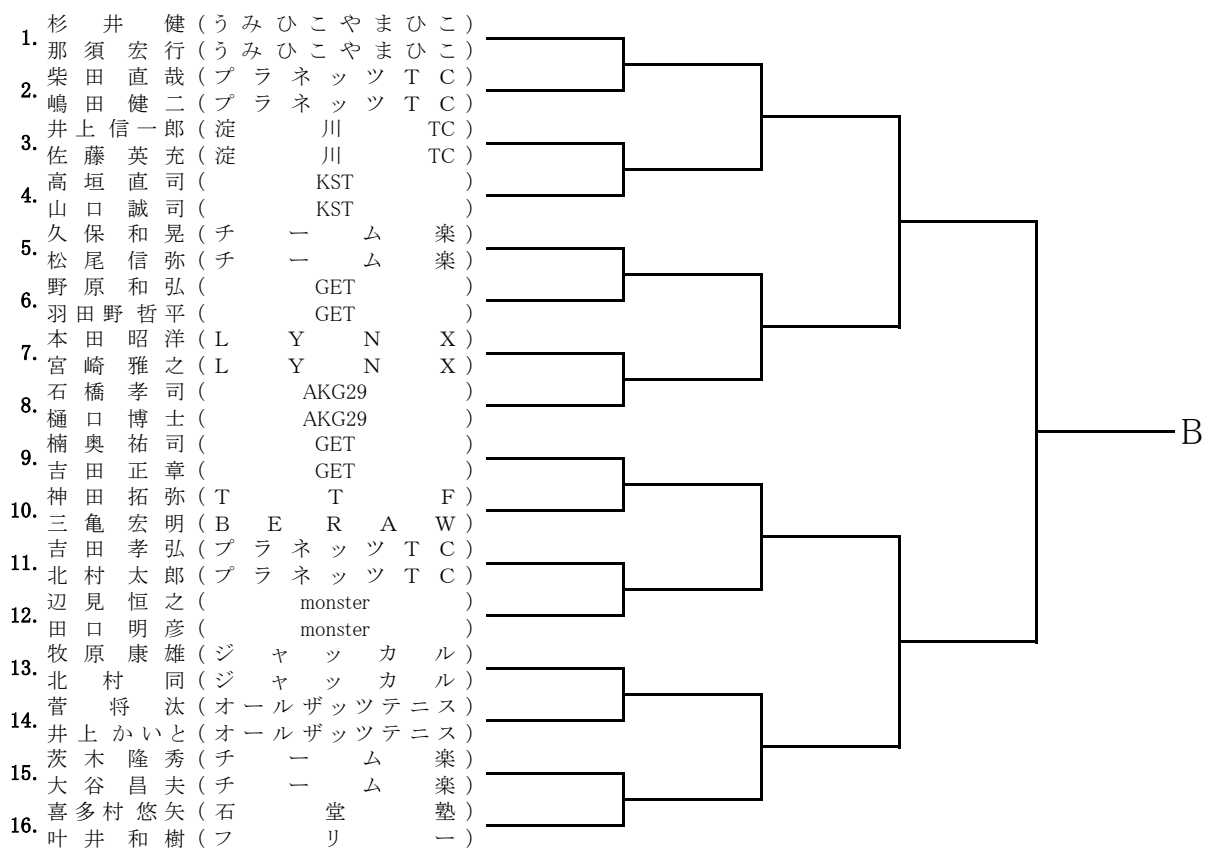 1.
杉井健(うみひこやまひこ)
那須宏行(うみひこやまひこ)
2.
柴田直哉(プラネッツTC)
嶋田健二(プラネッツTC)
3.
井上信一郎(淀川TC)
佐藤英充(淀川TC)
4.
高垣直司(KST)
山口誠司(KST)
5.
久保和晃(チーム楽)
松尾信弥(チーム楽)
6.
野原和弘(GET)
羽田野哲平(GET)
7.
本田昭洋(LYNX)
宮崎雅之(LYNX)
8.
石橋孝司(AKG29)
樋口博士(AKG29)
9.
楠奥祐司(GET)
吉田正章(GET)
10.
神田拓弥(TTF)
三亀宏明(BERAW)
11.
吉田孝弘(プラネッツTC)
北村太郎(プラネッツTC)
12.
辺見恒之(monster)
田口明彦(monster)
13.
牧原康雄(ジャッカル)
北村同(ジャッカル)
14.
菅将汰(オールザッツテニス)
井上かいと(オールザッツテニス)
15.
茨木隆秀(チーム楽)
大谷昌夫(チーム楽)
16.
喜多村悠矢(石堂塾)
叶井和樹(フリー)
B